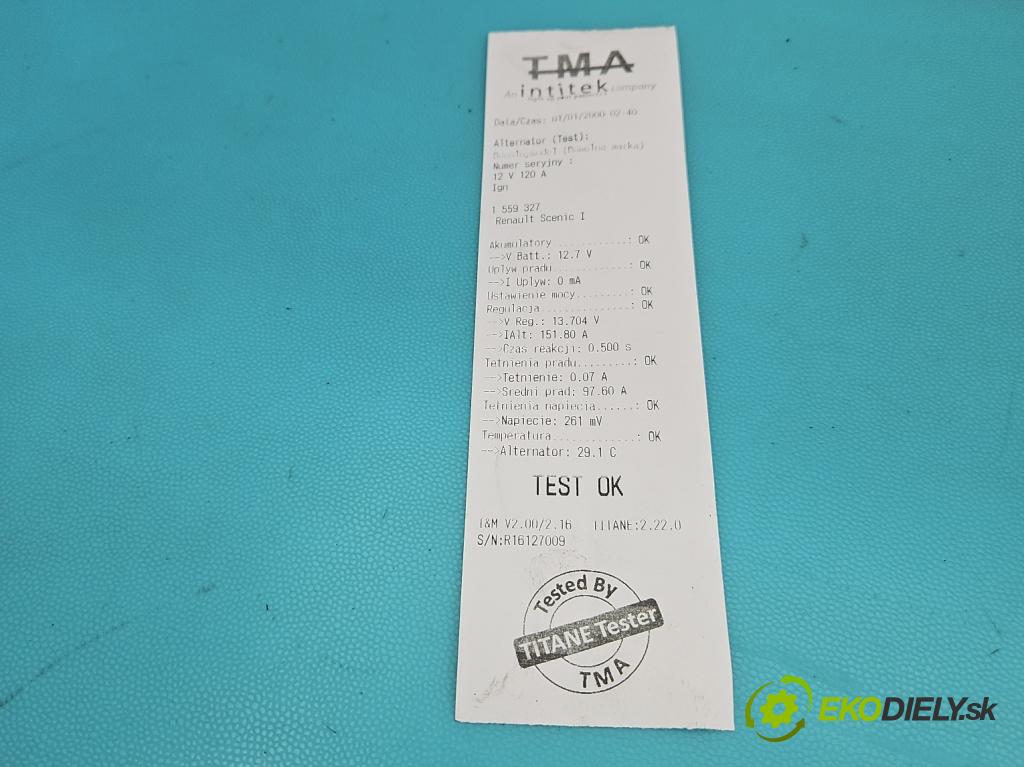 TMA
An intitek company
Data/Czas: 01/01/2000 02:40
Alternator (Test):
(Dowolna marka)
Numer seryjny :
12 V 120 A
Ign
1 559 327
Renault Scenic I
Akumulatory ............: OK
-->V Batt.: 12.7 V
Uplyw pradu.............: OK
-->I Uplyw: 0 mA
Ustawienie mocy.........: OK
Regulacja...............: OK
-->V Reg.: 13.704 V
-->IAlt: 151.80 A
-->Czas reakcji: 0.500 s
Tetnienia pradu.........: OK
-->Tetnienie: 0.07 A
-->Sredni prad: 97.60 A
Tetnienia napiecia......: OK
-->Napiecie: 261 mV
Temperatura.............: OK
-->Alternator: 29.1 C
TEST OK
T&M V2.00/2.16 TITANE:2.22.0
S/N:R16127009
Tested By
TITANE Tester
TMA
EKODIELY.sk